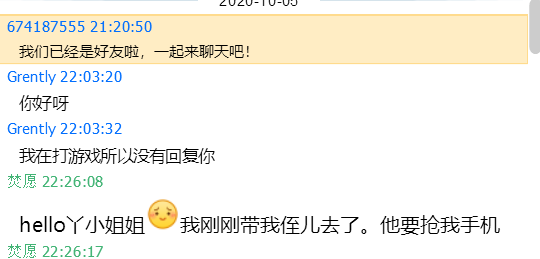 2020-10-05
674187555 21:20:50
我们已经是好友啦，一起来聊天吧！
Grently 22:03:20
你好呀
Grently 22:03:32
我在打游戏所以没有回复你
焚愿 22:26:08
hello丫小姐姐我刚刚带我侄儿去了。他要抢我手机
焚愿 22:26:17